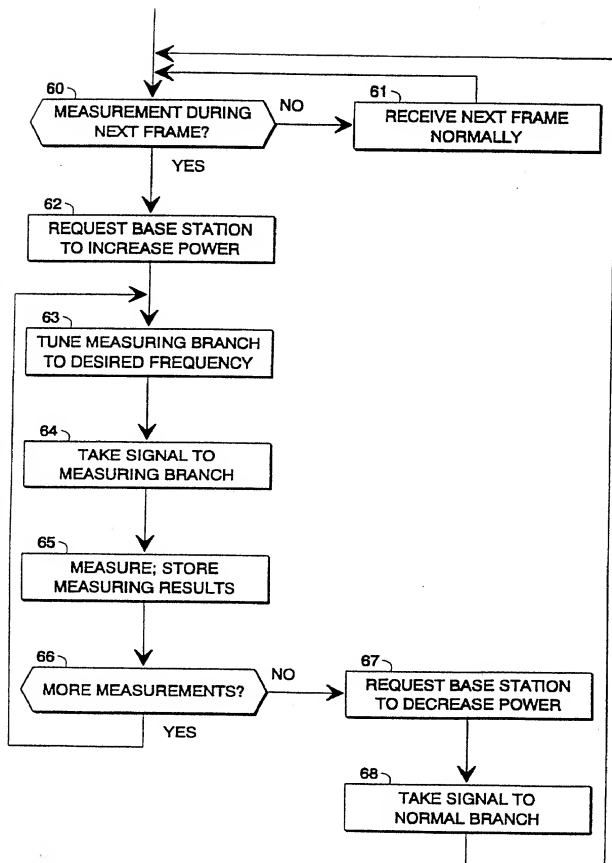 60
MEASUREMENT DURING
NEXT FRAME?
NO
61
RECEIVE NEXT FRAME
NORMALLY
YES
62
REQUEST BASE STATION
TO INCREASE POWER
63
TUNE MEASURING BRANCH
TO DESIRED FREQUENCY
64
TAKE SIGNAL TO
MEASURING BRANCH
65
MEASURE; STORE
MEASURING RESULTS
66
MORE MEASUREMENTS?
NO
YES
67
REQUEST BASE STATION
TO DECREASE POWER
68
TAKE SIGNAL TO
NORMAL BRANCH